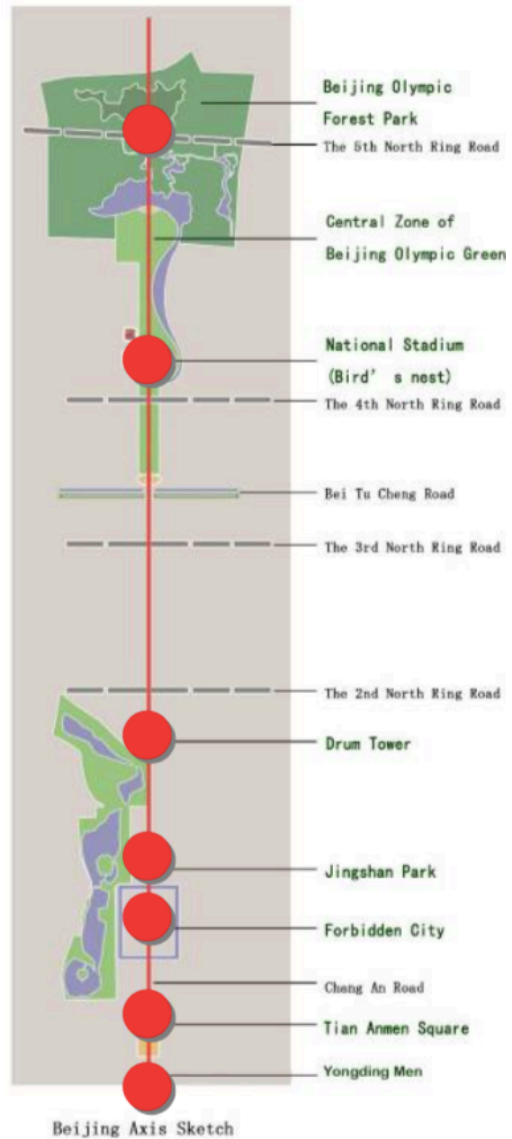 Beijing Olympic
Forest Park
The 5th North Ring Road
Central Zone of
Beijing Olympic Green
National Stadium
(Bird' s nest)
The 4th North Ring Road
Bei Tu Cheng Road
The 3rd North Ring Road
The 2nd North Ring Road
Drum Tower
Jingshan Park
Forbidden City
Chang An Road
Tian Anmen Square
Yongding Men
Beijing Axis Sketch